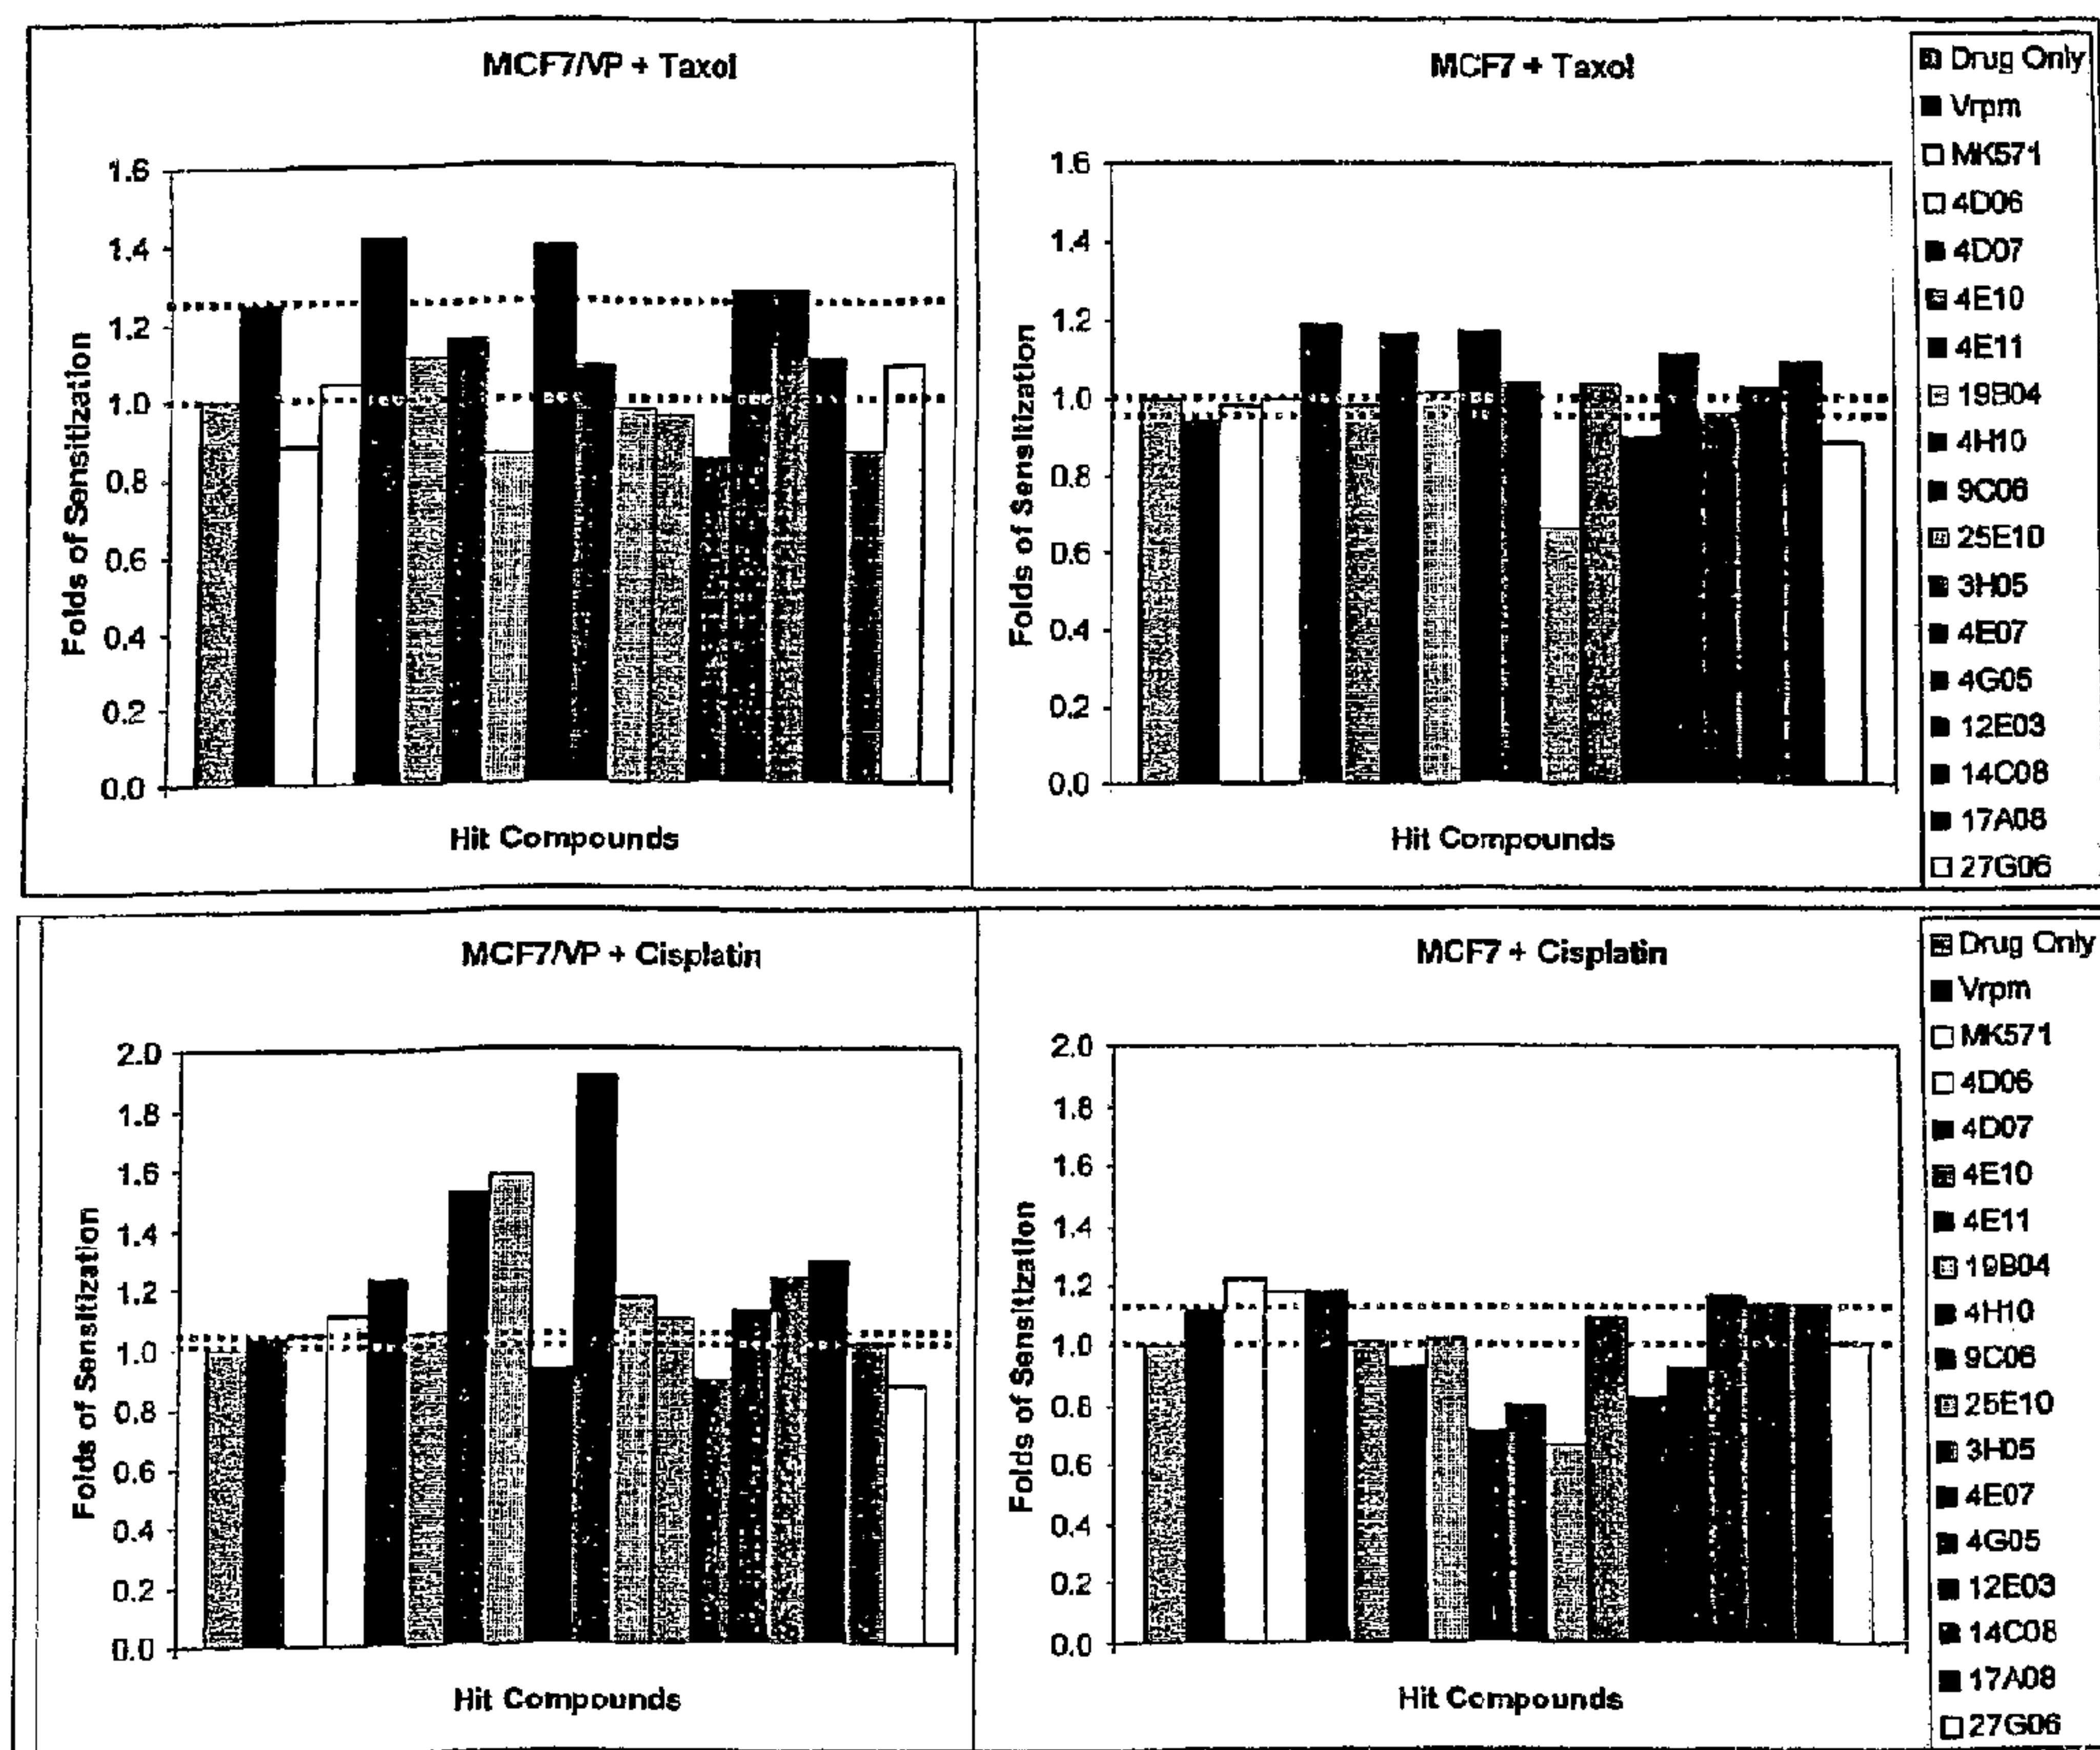 MCF7/VP + Taxol
1.6
1.4
1.2
1.0
0.8
0.6
0.4
0.2
0.0
Folds of Sensitization
Hit Compounds
MCF7 + Taxol
1.6
1.4
1.2
1.0
0.8
0.6
0.4
0.2
0.0
Folds of Sensitization
Hit Compounds
Drug Only
Vrpm
MK571
4D06
4D07
4E10
4E11
19B04
4H10
9C06
25E10
3H05
4E07
4G05
12E03
14C08
17A08
27G06
MCF7/VP + Cisplatin
2.0
1.8
1.6
1.4
1.2
1.0
0.8
0.6
0.4
0.2
0.0
Folds of Sensitization
Hit Compounds
MCF7 + Cisplatin
2.0
1.8
1.6
1.4
1.2
1.0
0.8
0.6
0.4
0.2
0.0
Folds of Sensitization
Hit Compounds
Drug Only
Vrpm
MK571
4D06
4D07
4E10
4E11
19B04
4H10
9C06
25E10
3H05
4E07
4G05
12E03
14C08
17A08
27G06